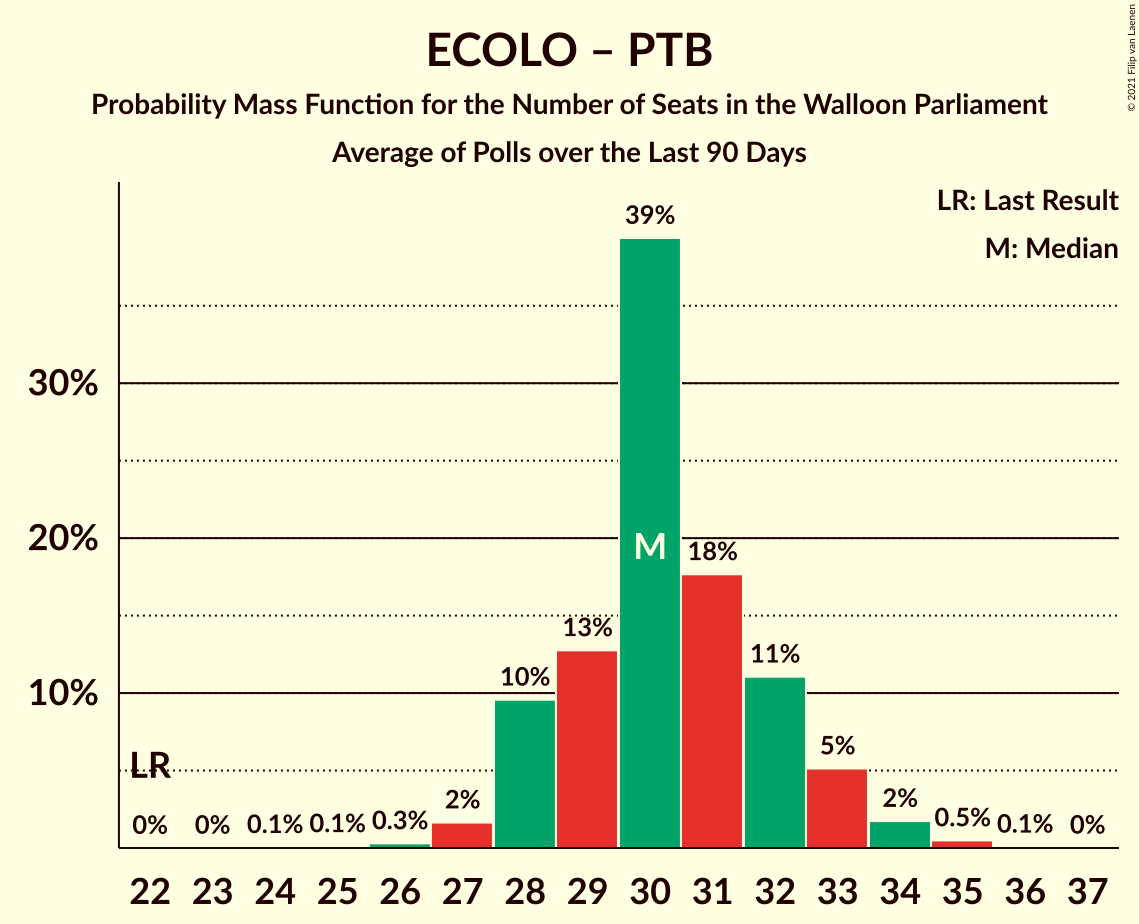 ECOLO – PTB
Probability Mass Function for the Number of Seats in the Walloon Parliament
Average of Polls over the Last 90 Days
© 2021 Filip van Laenen
LR: Last Result
M: Median
39%
30%
20%
M
18%
13%
11%
10%
10%
LR
5%
2%
2%
0% 0% 0.1% 0.1% 0.3% 0.5% 0.1% 0%
22 23 24 25 26 27 28 29 30 31 32 33 34 35 36 37